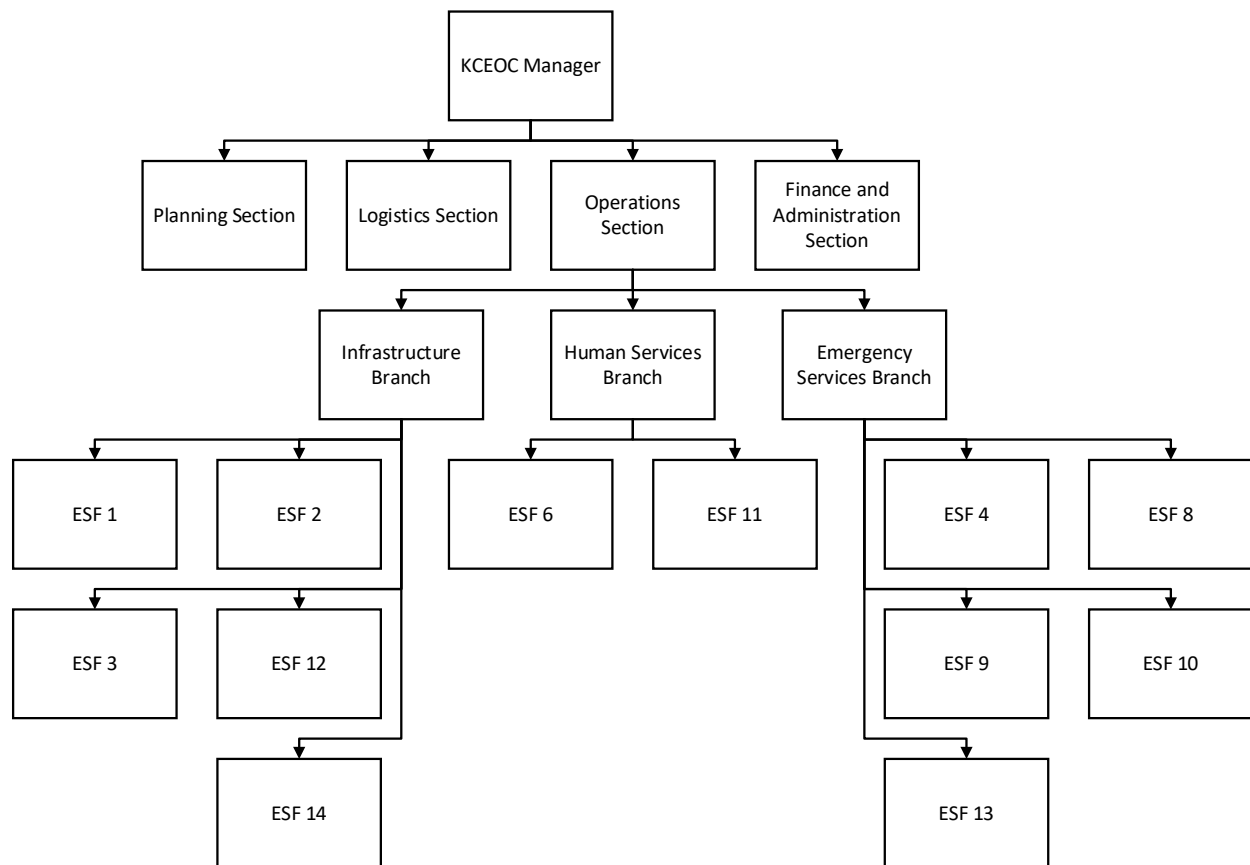 KCEOC Manager
Planning Section
Logistics Section
Operations
Section
Finance and
Administration
Section
Infrastructure
Branch
Human Services
Branch
Emergency
Services Branch
ESF 1
ESF 2
ESF 6
ESF 11
ESF 4
ESF 8
ESF 3
ESF 12
ESF 9
ESF 10
ESF 14
ESF 13